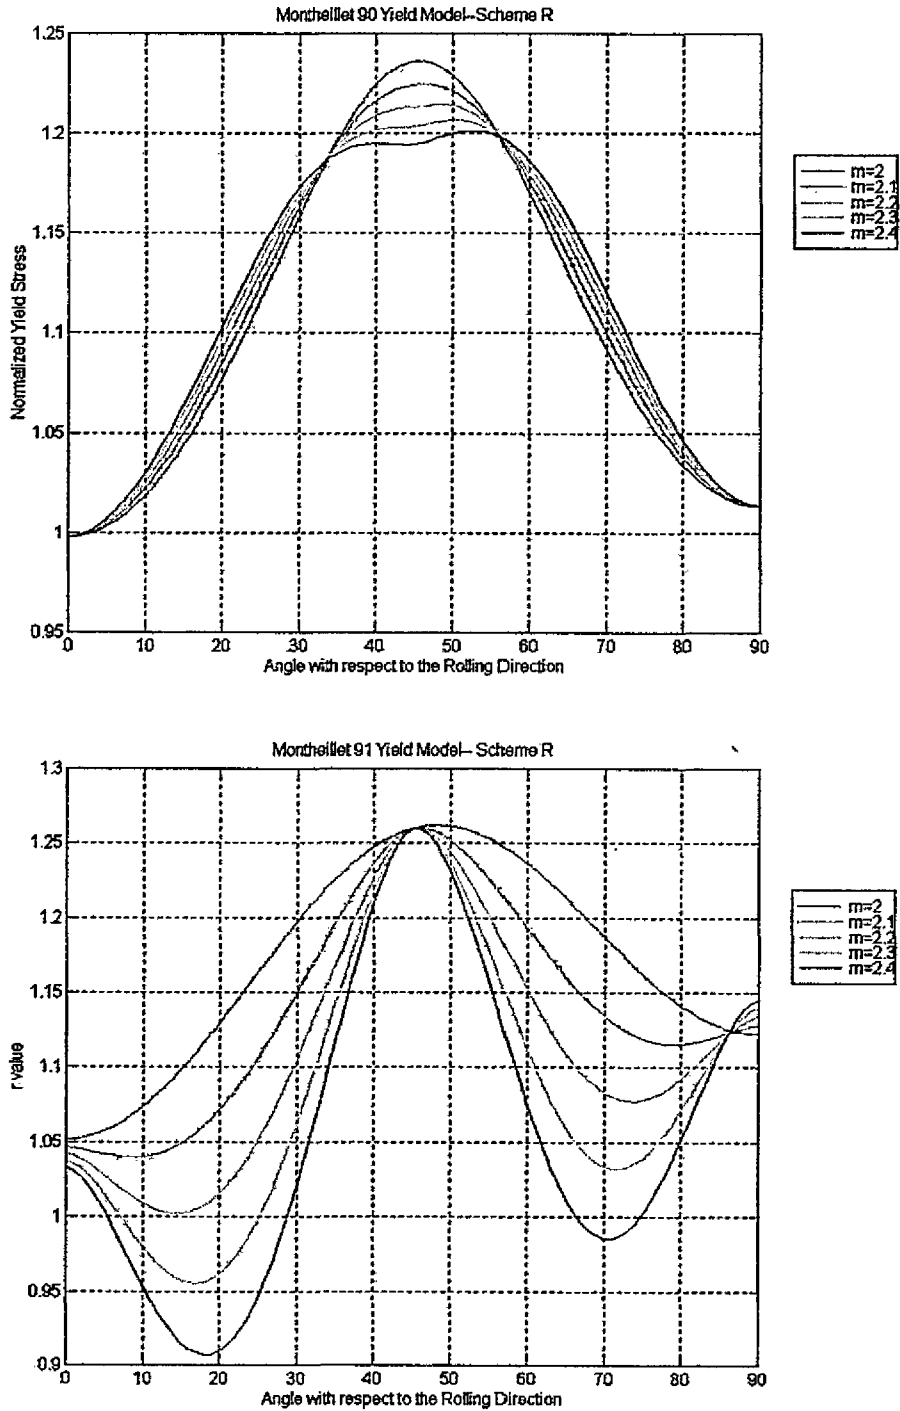 Montheillet 90 Yield Model--Scheme R
1.25
1.2
1.15
1.10
1.05
1
0.95
Normalized Yield Stress
0 10 20 30 40 50 60 70 80 90
Angle with respect to the Rolling Direction
m=2
m=2.1
m=2.2
m=2.3
m=2.4
Montheillet 91 Yield Model-- Scheme R
1.3
1.25
1.2
1.15
1.1
1.05
1
0.95
0.9
r value
0 10 20 30 40 50 60 70 80 90
Angle with respect to the Rolling Direction
m=2
m=2.1
m=2.2
m=2.3
m=2.4